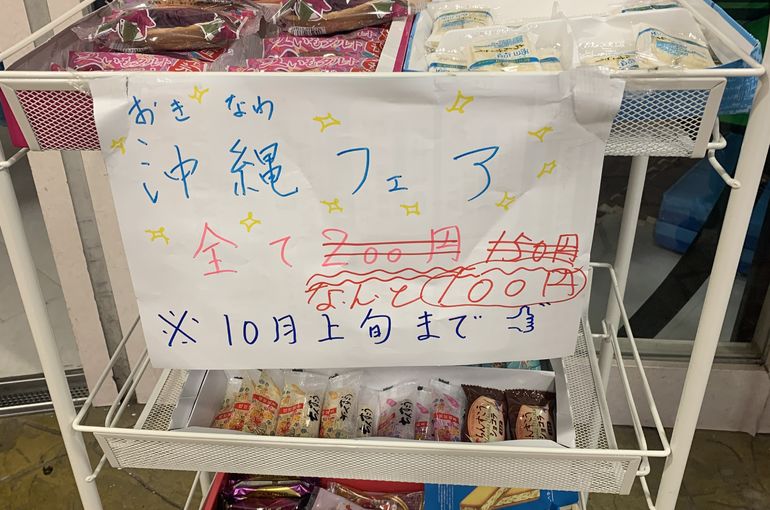 おきなわ
沖縄フェア
全て 200円 150円
なんと 100円
※10月上旬まで